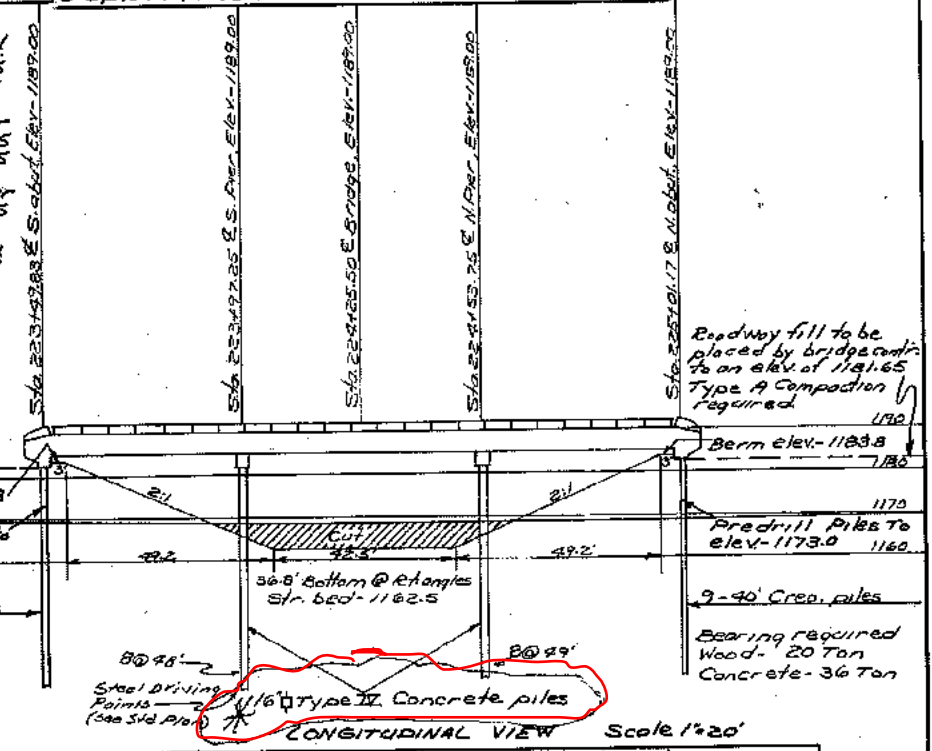 Sta. 223+49.83 ℄ S. abut. Elev-1189.00
Sta. 223+97.25 ℄ S. Pier, Elev-1189.00
Sta. 224+25.50 ℄ Bridge, Elev-1189.00
Sta. 224+53.75 ℄ N. Pier, Elev-1189.00
Sta. 225+01.17 ℄ N. abut. Elev-1189.00
Roadway fill to be
placed by bridge contr.
to an elev. of 1181.65
Type A Compaction
required
1190
Berm elev.-1183.8
1180
3'
3'
2:1
2:1
1170
Cut
Predrill Piles To
elev.-1173.0
1160
49.2
42.3'
49.2'
36.8' Bottom @ Rt angles
Str. bed-1162.5
9-40' Creo. piles
Bearing required
Wood- 20 Ton
Concrete-36 Ton
8@48'
8@49'
Steel Driving
Points
(See Std Plan)
16"□ Type IV Concrete piles
LONGITUDINAL VIEW Scale 1"=20'